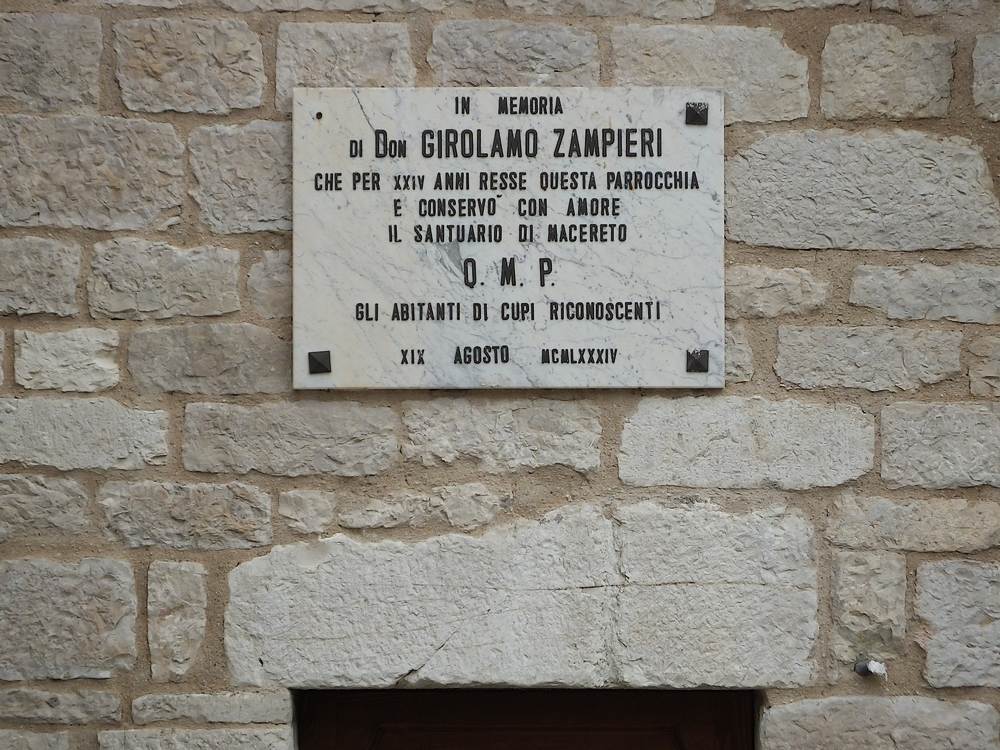 IN MEMORIA
DI DON GIROLAMO ZAMPIERI
CHE PER XXIV ANNI RESSE QUESTA PARROCCHIA
E CONSERVO` CON AMORE
IL SANTUARIO DI MACERETO
Q. M. P.
GLI ABITANTI DI CUPI RICONOSCENTI
XIX AGOSTO MCMLXXXIV